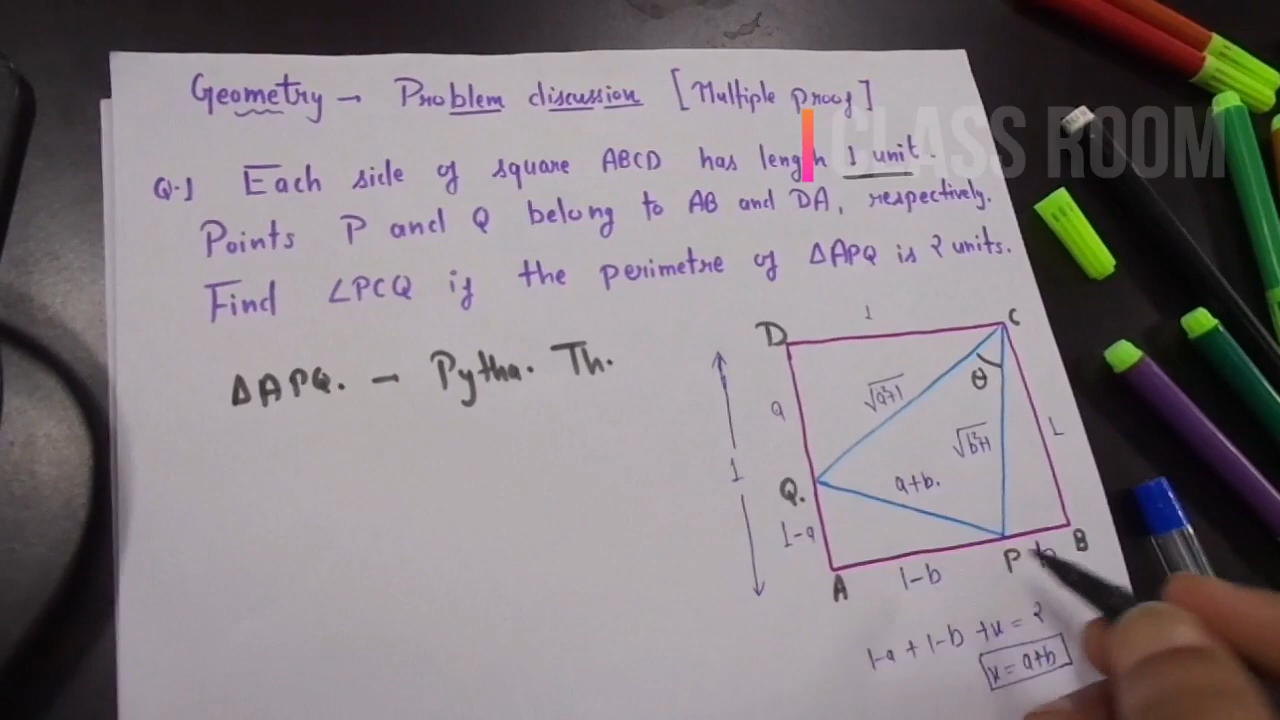 Geometry → Problem discussion [Multiple proof]
CLASS ROOM
Q.1 Each side of square ABCD has length 1 unit.
Points P and Q belong to AB and DA, respectively.
Find ∠PCQ if the perimetre of ΔAPQ is 2 units.
ΔAPQ. – Pytha. Th.
D 1 C
θ
a √a²+1
√b²+1 1
1
Q. a+b.
1-a
A 1-b P b B
1-a + 1-b + x = 2
x = a+b